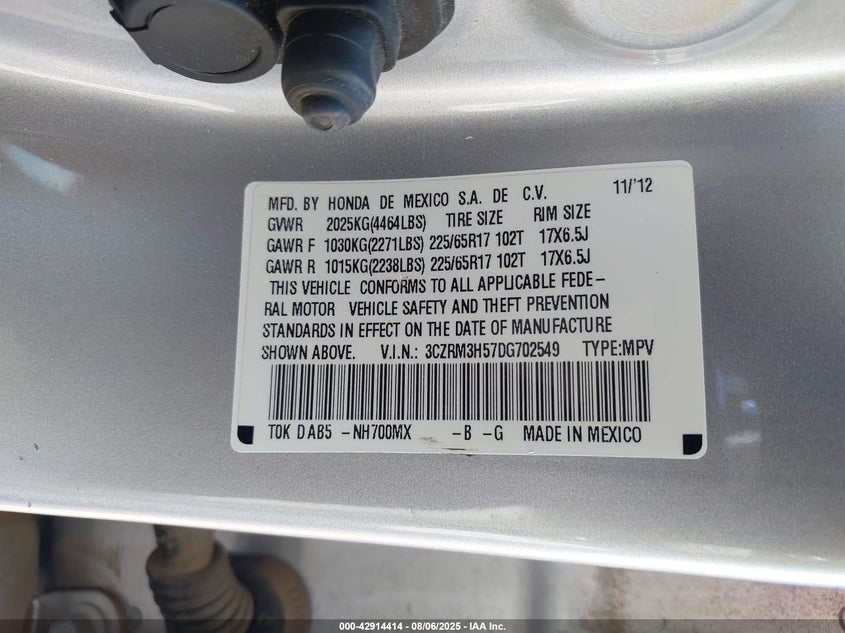 MFD. BY HONDA DE MEXICO S.A. DE C.V. 11/'12
GVWR 2025KG(4464LBS) TIRE SIZE RIM SIZE
GAWR F 1030KG(2271LBS) 225/65R17 102T 17X6.5J
GAWR R 1015KG(2238LBS) 225/65R17 102T 17X6.5J
THIS VEHICLE CONFORMS TO ALL APPLICABLE FEDE-
RAL MOTOR VEHICLE SAFETY AND THEFT PREVENTION
STANDARDS IN EFFECT ON THE DATE OF MANUFACTURE
SHOWN ABOVE. V.I.N.: 3CZRM3H57DG702549 TYPE:MPV
T0K D AB5 -NH700MX -B -G MADE IN MEXICO
000-42914414 - 08/06/2025 - IAA Inc.